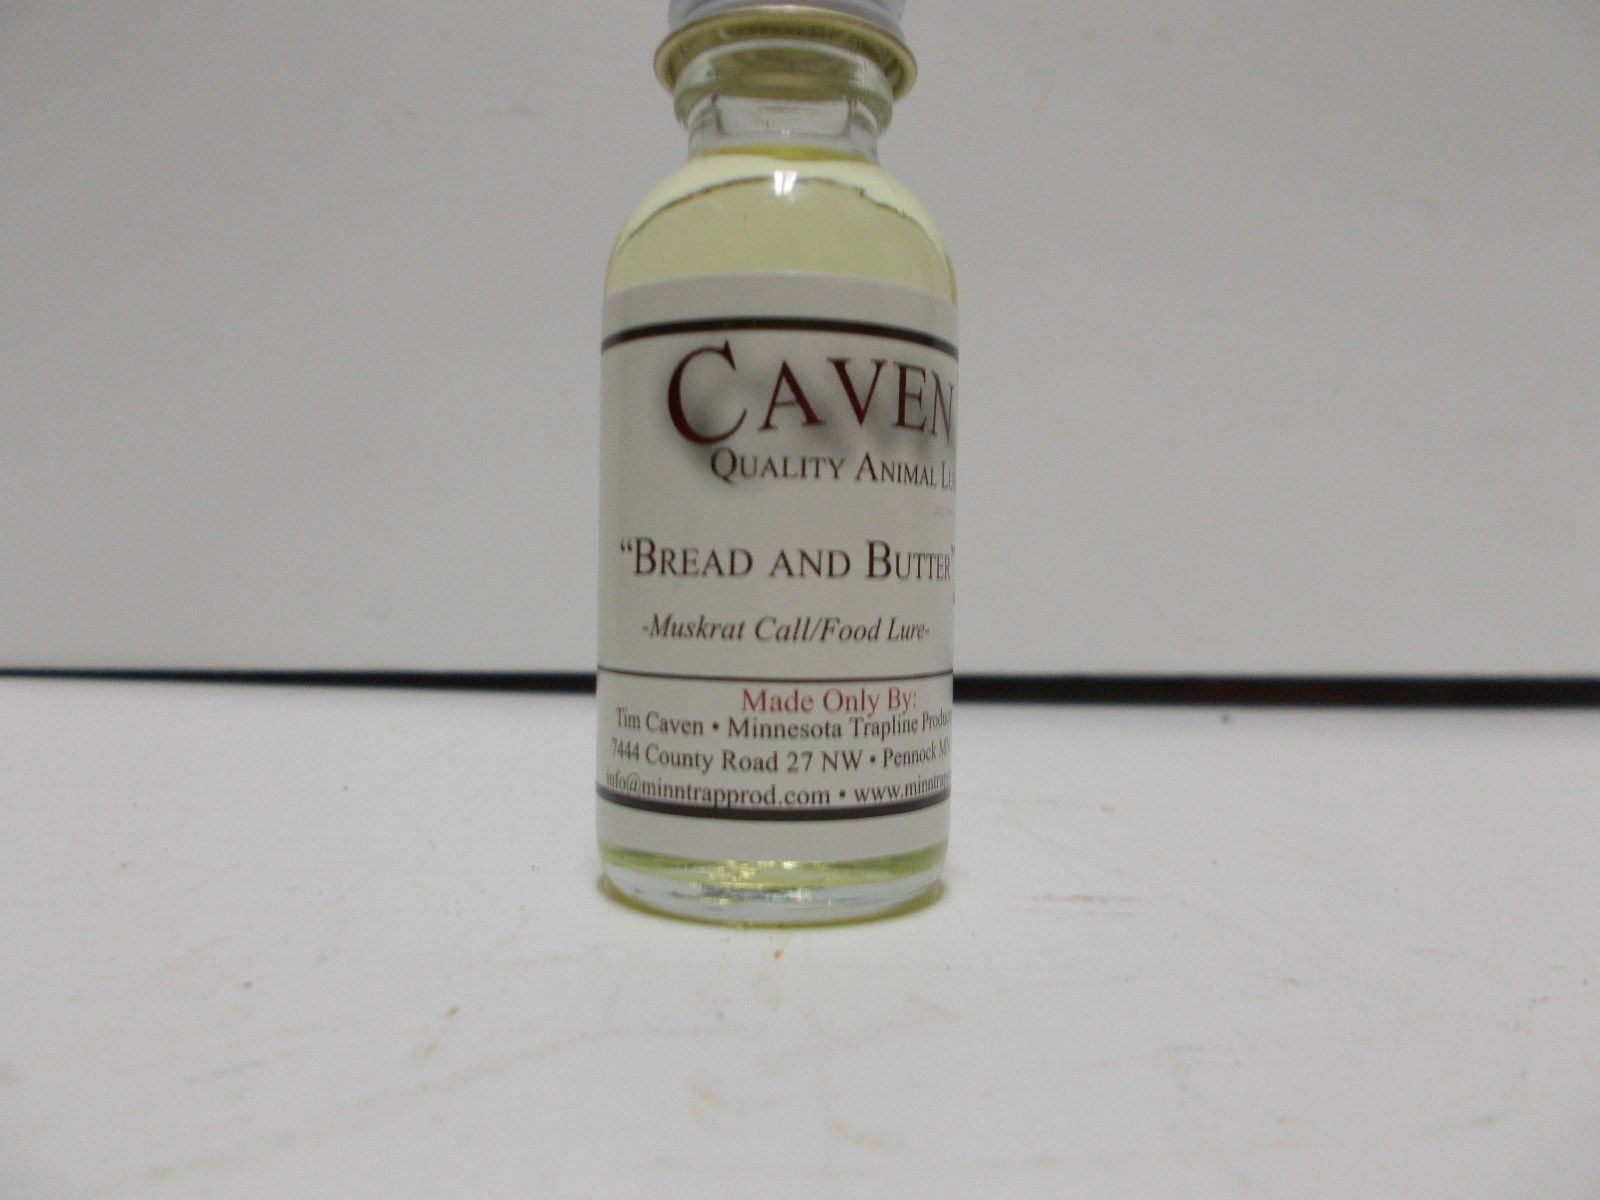 CAVEN
QUALITY ANIMAL
“BREAD AND BUTTER”
-Muskrat Call/Food Lure-
Made Only By:
Tim Caven • Minnesota Trapline
7444 County Road 27 NW • Pennock MN
info@minntrapprod.com •